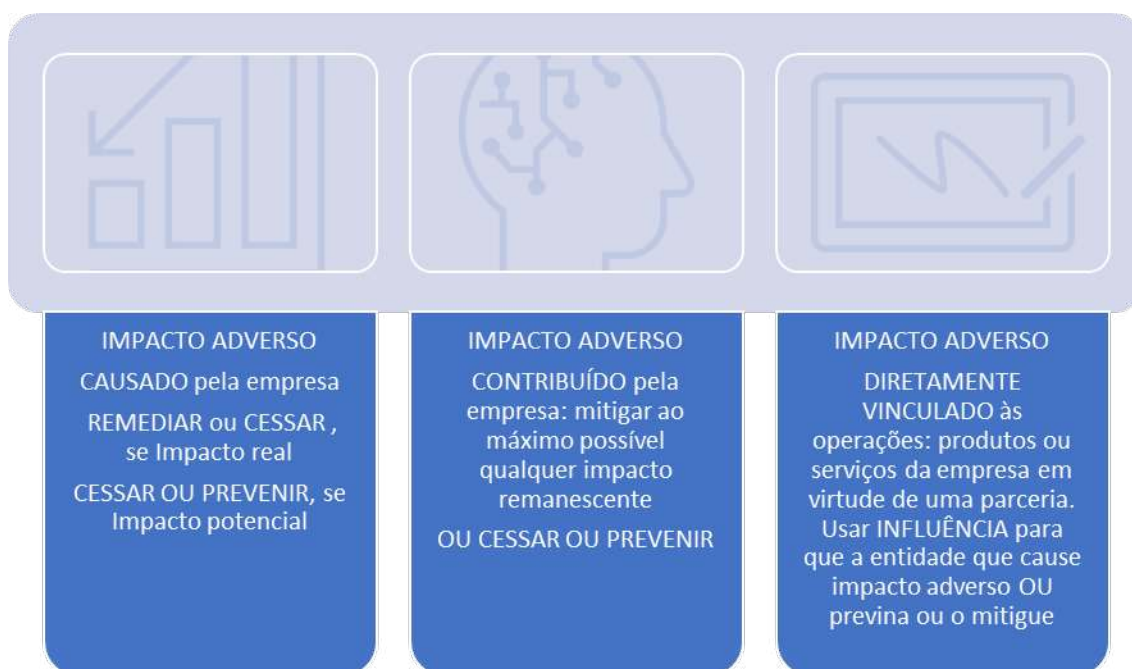 IMPACTO ADVERSO
CAUSADO pela empresa
REMEDIAR ou CESSAR ,
se Impacto real
CESSAR OU PREVENIR, se
Impacto potencial
IMPACTO ADVERSO
CONTRIBUÍDO pela
empresa: mitigar ao
máximo possível
qualquer impacto
remanescente
OU CESSAR OU PREVENIR
IMPACTO ADVERSO
DIRETAMENTE
VINCULADO às
operações: produtos ou
serviços da empresa em
virtude de uma parceria.
Usar INFLUÊNCIA para
que a entidade que cause
impacto adverso OU
previna ou o mitigue